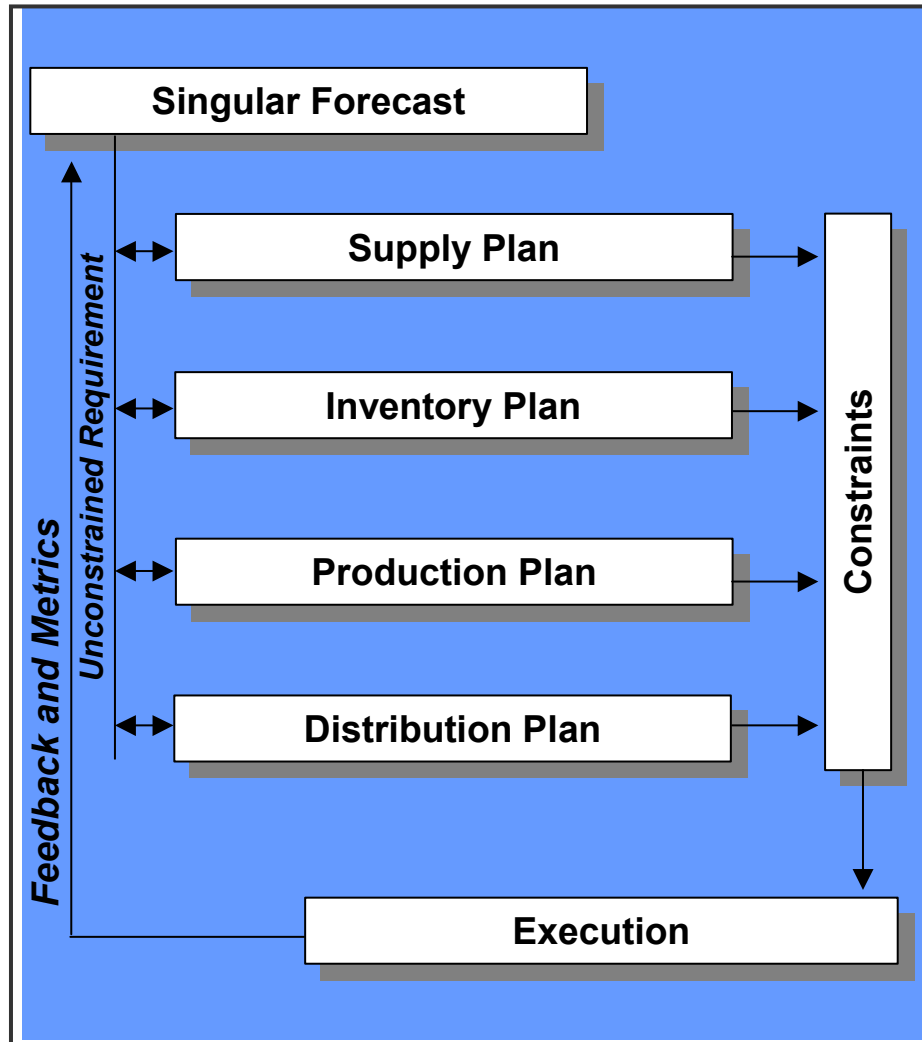 Singular Forecast
Supply Plan
Inventory Plan
Production Plan
Distribution Plan
Constraints
Unconstrained Requirement
Feedback and Metrics
Execution